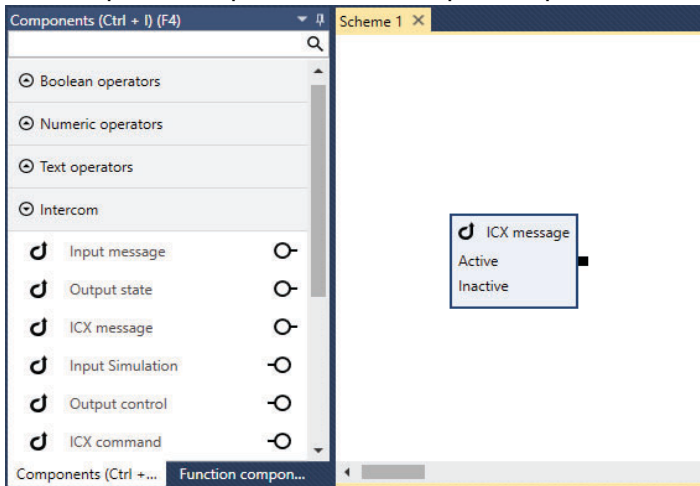 Components (Ctrl + I) (F4)
Scheme 1
Boolean operators
Numeric operators
Text operators
Intercom
Input message
Output state
ICX message
Input Simulation
Output control
ICX command
Components (Ctrl +...
Function compon...
ICX message
Active
Inactive